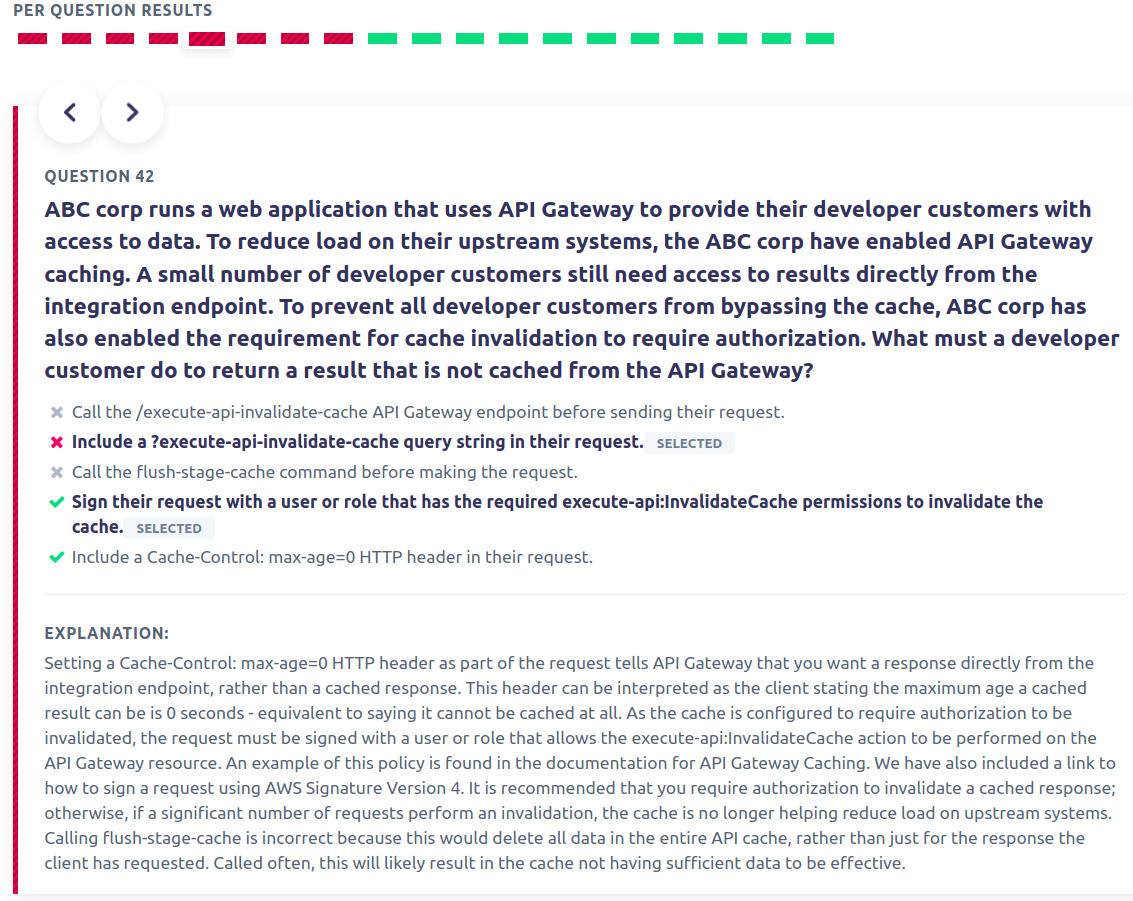 PER QUESTION RESULTS
QUESTION 42
ABC corp runs a web application that uses API Gateway to provide their developer customers with
access to data. To reduce load on their upstream systems, the ABC corp have enabled API Gateway
caching. A small number of developer customers still need access to results directly from the
integration endpoint. To prevent all developer customers from bypassing the cache, ABC corp has
also enabled the requirement for cache invalidation to require authorization. What must a developer
customer do to return a result that is not cached from the API Gateway?
Call the /execute-api-invalidate-cache API Gateway endpoint before sending their request.
Include a ?execute-api-invalidate-cache query string in their request. SELECTED
Call the flush-stage-cache command before making the request.
Sign their request with a user or role that has the required execute-api:InvalidateCache permissions to invalidate the
cache. SELECTED
Include a Cache-Control: max-age=0 HTTP header in their request.
EXPLANATION:
Setting a Cache-Control: max-age=0 HTTP header as part of the request tells API Gateway that you want a response directly from the
integration endpoint, rather than a cached response. This header can be interpreted as the client stating the maximum age a cached
result can be is 0 seconds - equivalent to saying it cannot be cached at all. As the cache is configured to require authorization to be
invalidated, the request must be signed with a user or role that allows the execute-api:InvalidateCache action to be performed on the
API Gateway resource. An example of this policy is found in the documentation for API Gateway Caching. We have also included a link to
how to sign a request using AWS Signature Version 4. It is recommended that you require authorization to invalidate a cached response;
otherwise, if a significant number of requests perform an invalidation, the cache is no longer helping reduce load on upstream systems.
Calling flush-stage-cache is incorrect because this would delete all data in the entire API cache, rather than just for the response the
client has requested. Called often, this will likely result in the cache not having sufficient data to be effective.